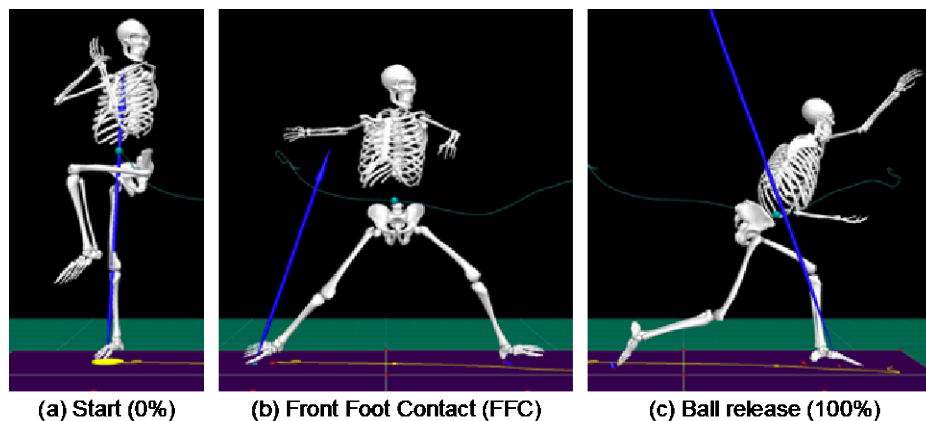 (a) Start (0%)
(b) Front Foot Contact (FFC)
(c) Ball release (100%)